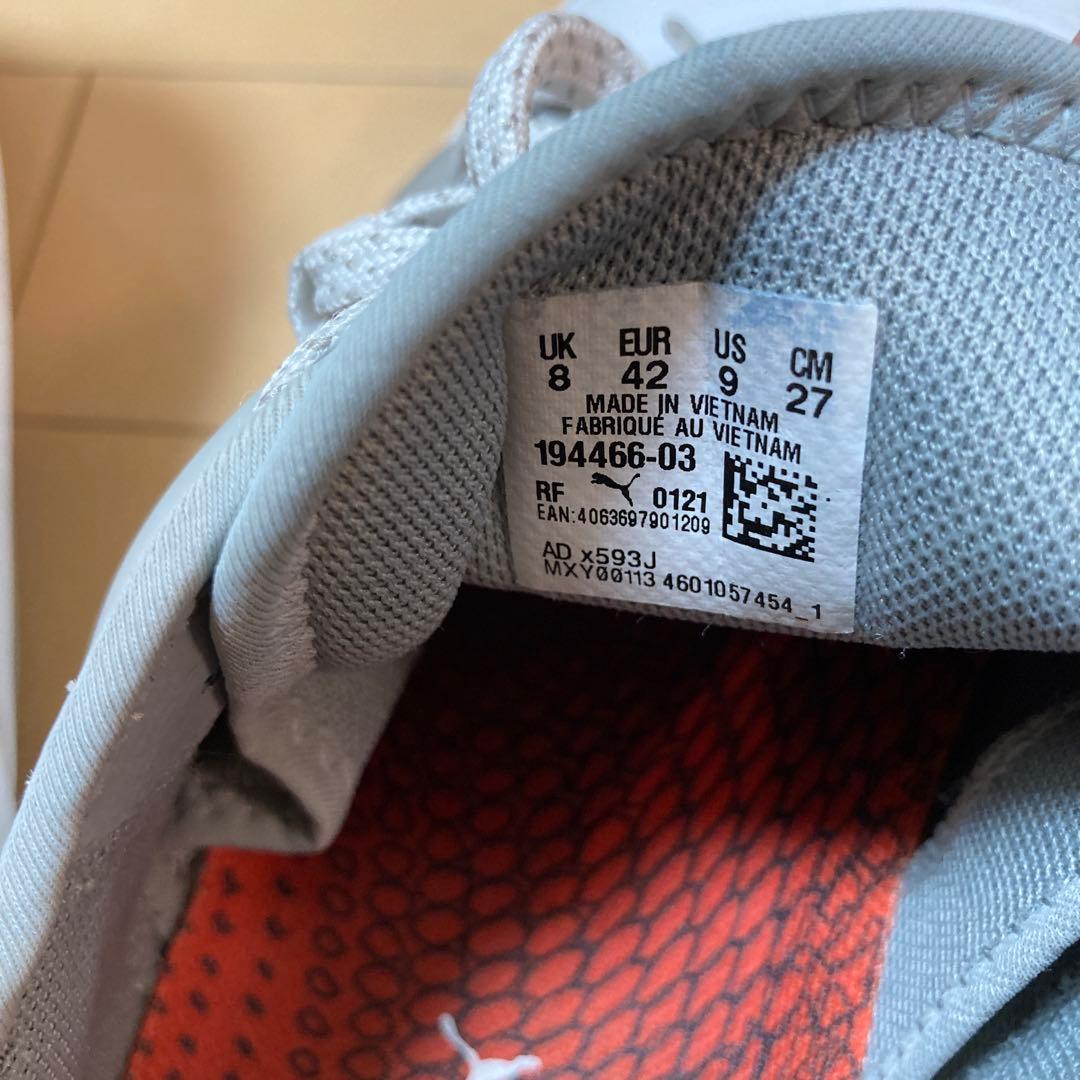 UK EUR US CM
8 42 9 27
MADE IN VIETNAM
FABRIQUÉ AU VIETNAM
194466-03
RF 0121
EAN:4063697901209
AD x593J
MXY00113 4601057454_1